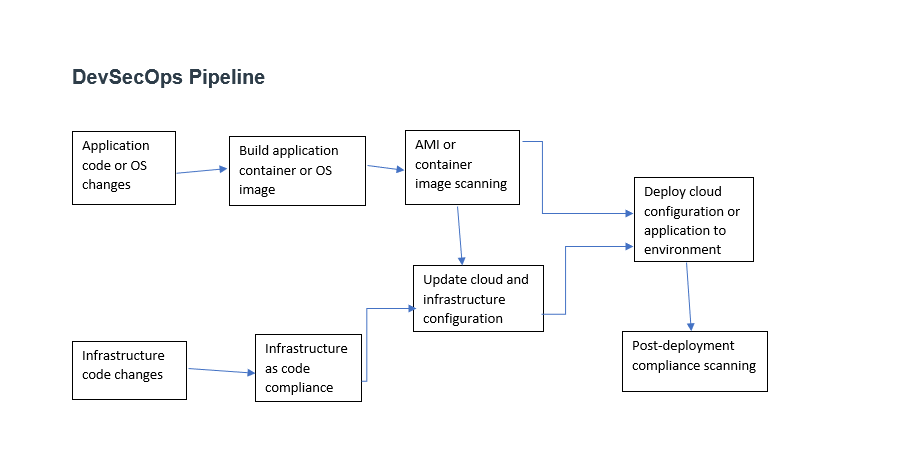 DevSecOps Pipeline
Application
code or OS
changes
Build application
container or OS
image
AMI or
container
image scanning
Deploy cloud
configuration or
application to
environment
Update cloud and
infrastructure
configuration
Infrastructure
code changes
Infrastructure
as code
compliance
Post-deployment
compliance scanning